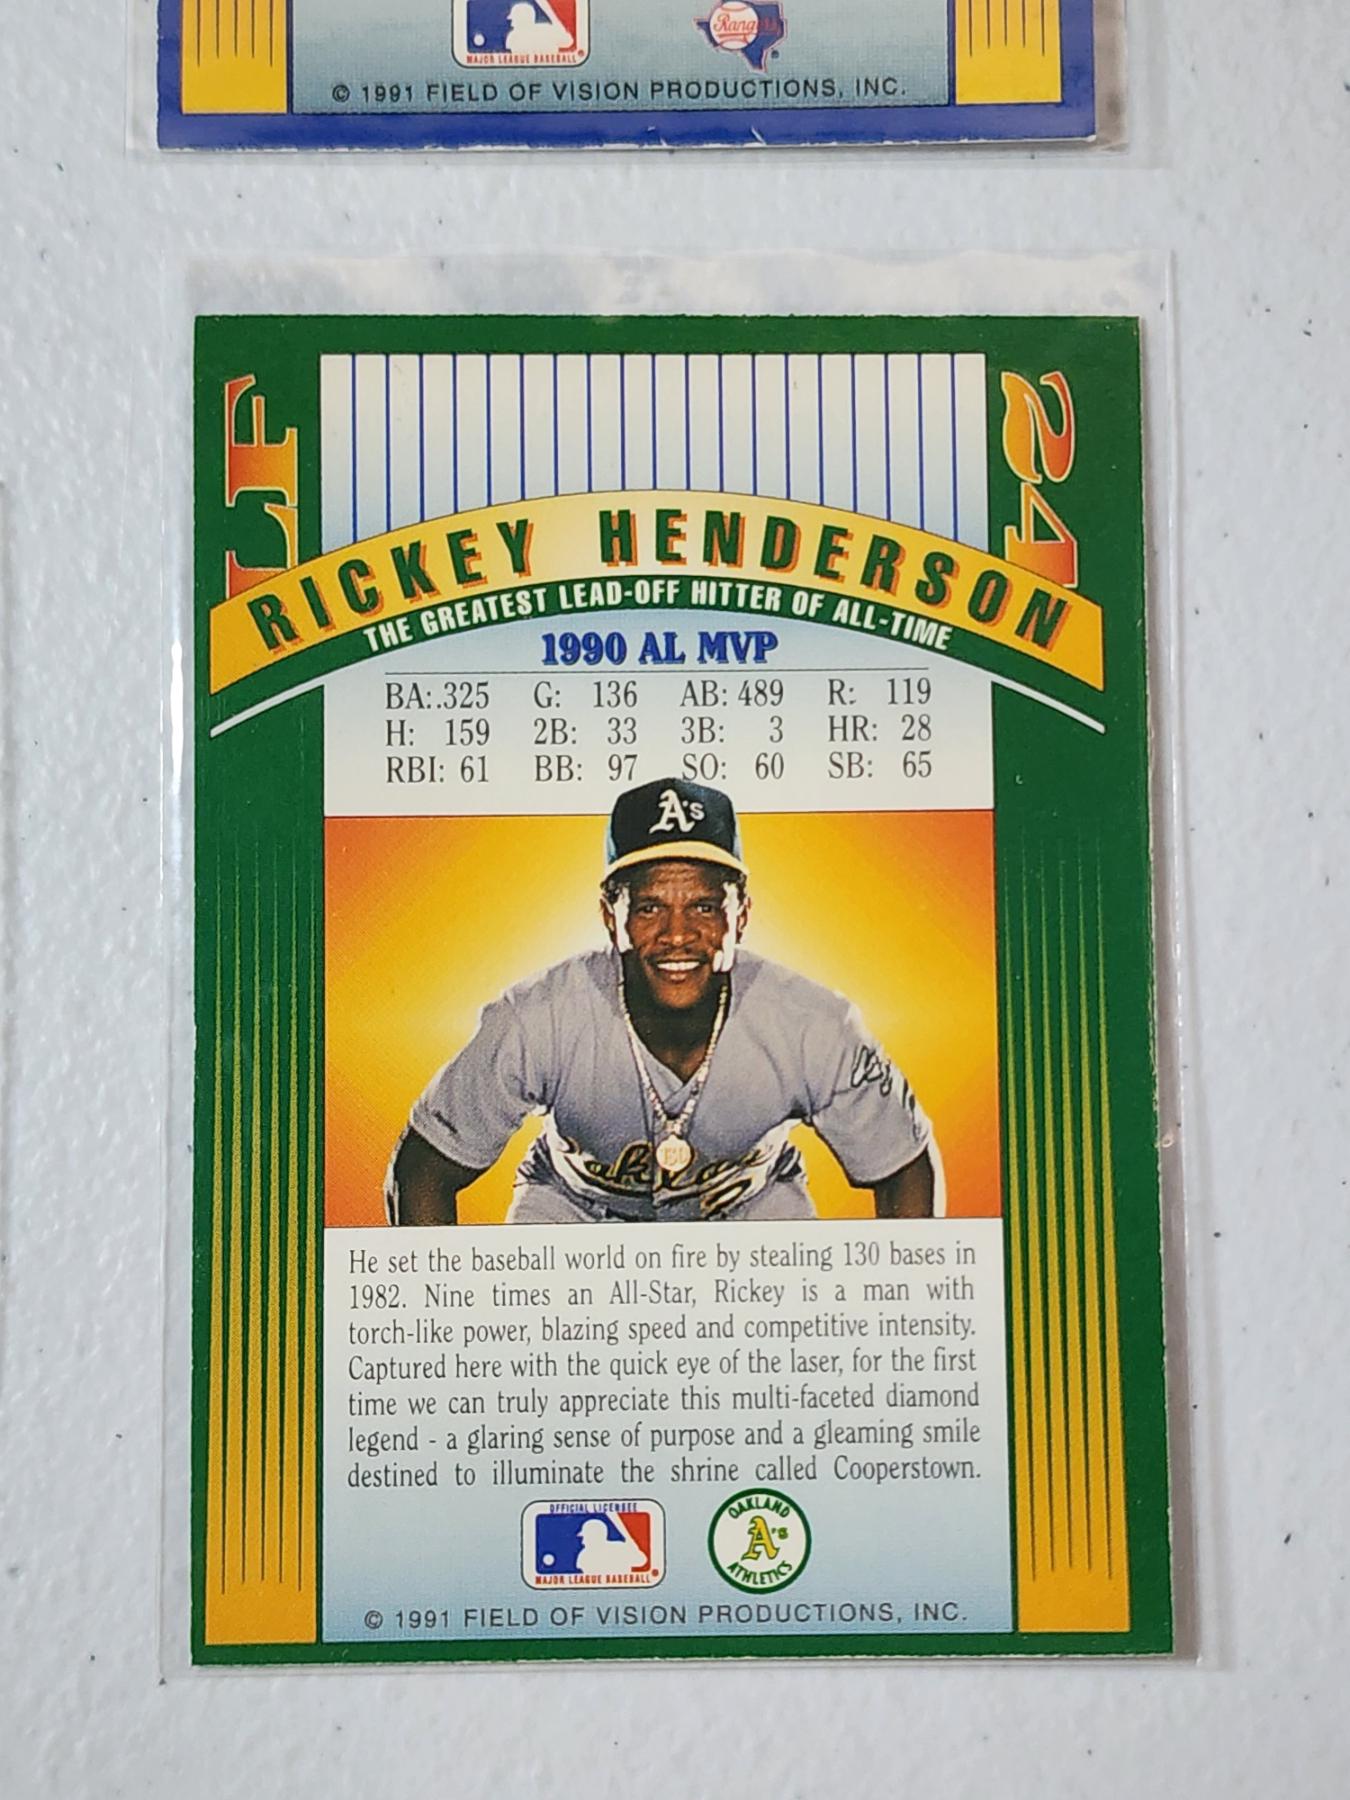 MAJOR LEAGUE BASEBALL
Rangers
© 1991 FIELD OF VISION PRODUCTIONS, INC.
LF
24
RICKEY HENDERSON
THE GREATEST LEAD-OFF HITTER OF ALL-TIME
1990 AL MVP
BA:.325 G: 136 AB: 489 R: 119
H: 159 2B: 33 3B: 3 HR: 28
RBI: 61 BB: 97 SO: 60 SB: 65
A's
He set the baseball world on fire by stealing 130 bases in
1982. Nine times an All-Star, Rickey is a man with
torch-like power, blazing speed and competitive intensity.
Captured here with the quick eye of the laser, for the first
time we can truly appreciate this multi-faceted diamond
legend - a glaring sense of purpose and a gleaming smile
destined to illuminate the shrine called Cooperstown.
OFFICIAL LICENSEE
MAJOR LEAGUE BASEBALL
OAKLAND
A's
ATHLETICS
© 1991 FIELD OF VISION PRODUCTIONS, INC.